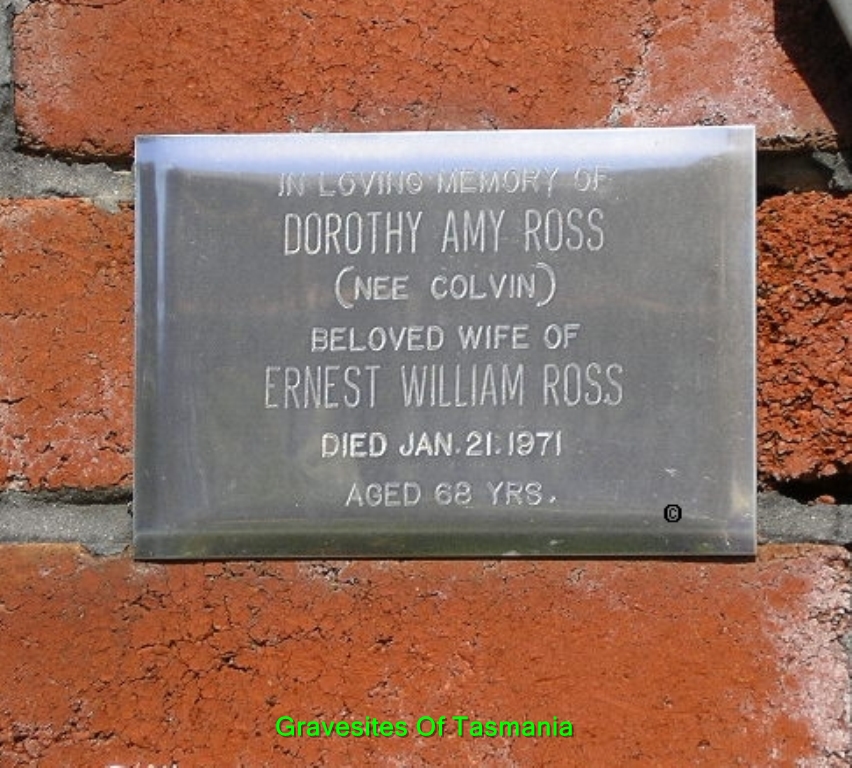 IN LOVING MEMORY OF
DOROTHY AMY ROSS
(NEE COLVIN)
BELOVED WIFE OF
ERNEST WILLIAM ROSS
DIED JAN. 21. 1971
AGED 68 YRS.
©
Gravesites Of Tasmania